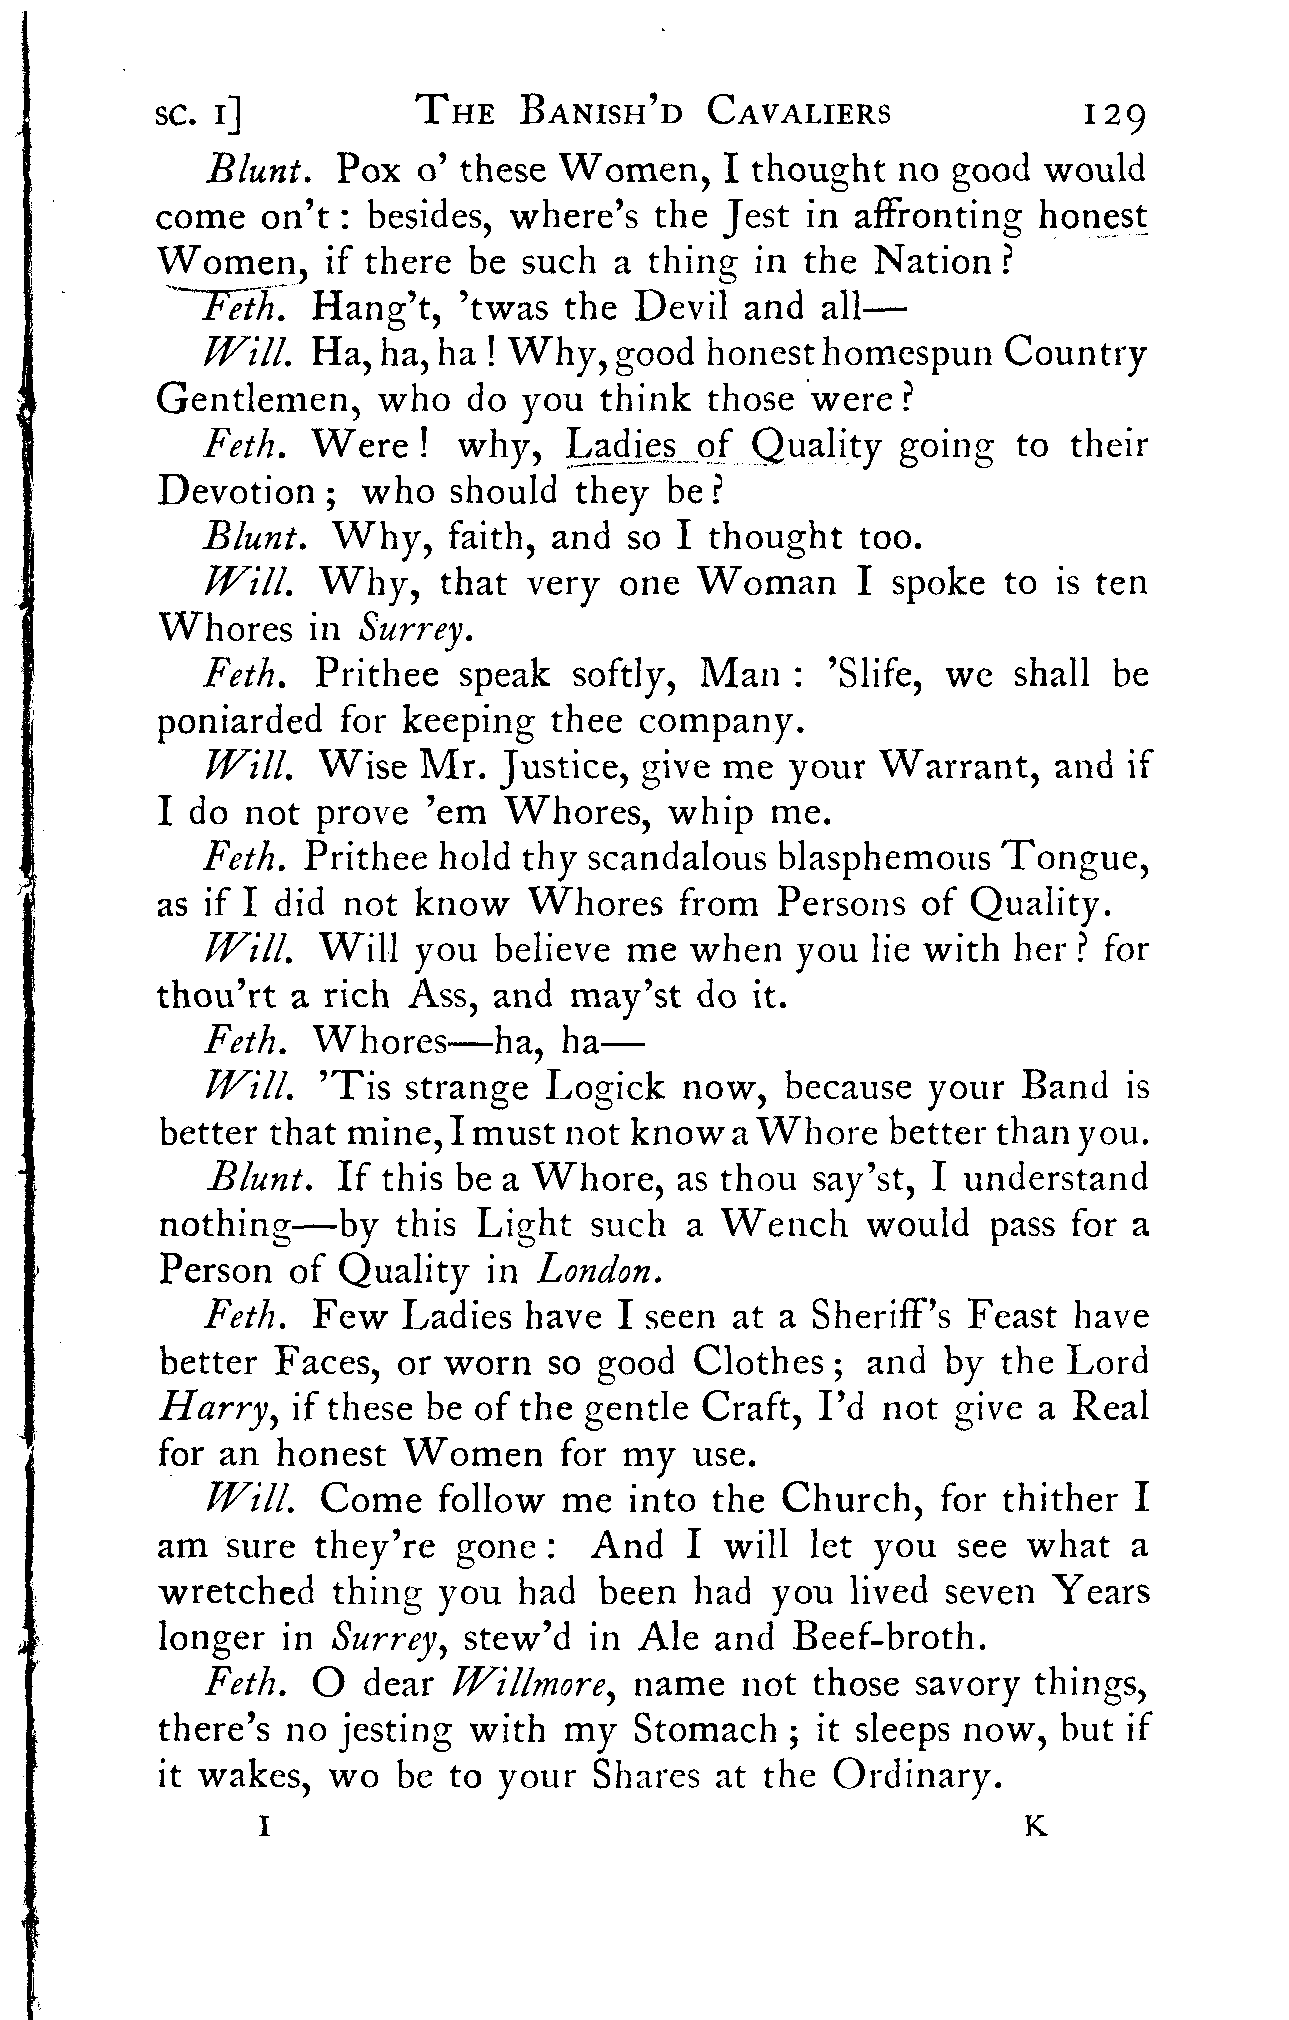 sc. 1] The Banish'd Cavaliers 129
Blunt. Pox o' these Women, I thought no good would
come on't : besides, where's the Jest in affronting honest
Women, if there be such a thing in the Nation ?
Feth. Hang't, 'twas the Devil and all—
Will. Ha, ha, ha ! Why, good honest homespun Country
Gentlemen, who do you think those were ?
Feth. Were ! why, Ladies of Quality going to their
Devotion ; who should they be ?
Blunt. Why, faith, and so I thought too.
Will. Why, that very one Woman I spoke to is ten
Whores in Surrey.
Feth. Prithee speak softly, Man : 'Slife, we shall be
poniarded for keeping thee company.
Will. Wise Mr. Justice, give me your Warrant, and if
I do not prove 'em Whores, whip me.
Feth. Prithee hold thy scandalous blasphemous Tongue,
as if I did not know Whores from Persons of Quality.
Will. Will you believe me when you lie with her ? for
thou'rt a rich Ass, and may'st do it.
Feth. Whores—ha, ha—
Will. 'Tis strange Logick now, because your Band is
better that mine, I must not know a Whore better than you.
Blunt. If this be a Whore, as thou say'st, I understand
nothing—by this Light such a Wench would pass for a
Person of Quality in London.
Feth. Few Ladies have I seen at a Sheriff's Feast have
better Faces, or worn so good Clothes ; and by the Lord
Harry, if these be of the gentle Craft, I'd not give a Real
for an honest Women for my use.
Will. Come follow me into the Church, for thither I
am sure they're gone : And I will let you see what a
wretched thing you had been had you lived seven Years
longer in Surrey, stew'd in Ale and Beef-broth.
Feth. O dear Willmore, name not those savory things,
there's no jesting with my Stomach ; it sleeps now, but if
it wakes, wo be to your Shares at the Ordinary.
I K